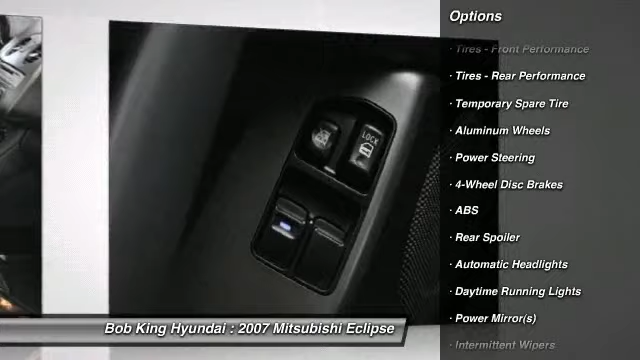 Options
· Tires - Front Performance
· Tires - Rear Performance
· Temporary Spare Tire
· Aluminum Wheels
· Power Steering
· 4-Wheel Disc Brakes
· ABS
· Rear Spoiler
· Automatic Headlights
· Daytime Running Lights
· Power Mirror(s)
· Intermittent Wipers
LOCK
Bob King Hyundai : 2007 Mitsubishi Eclipse